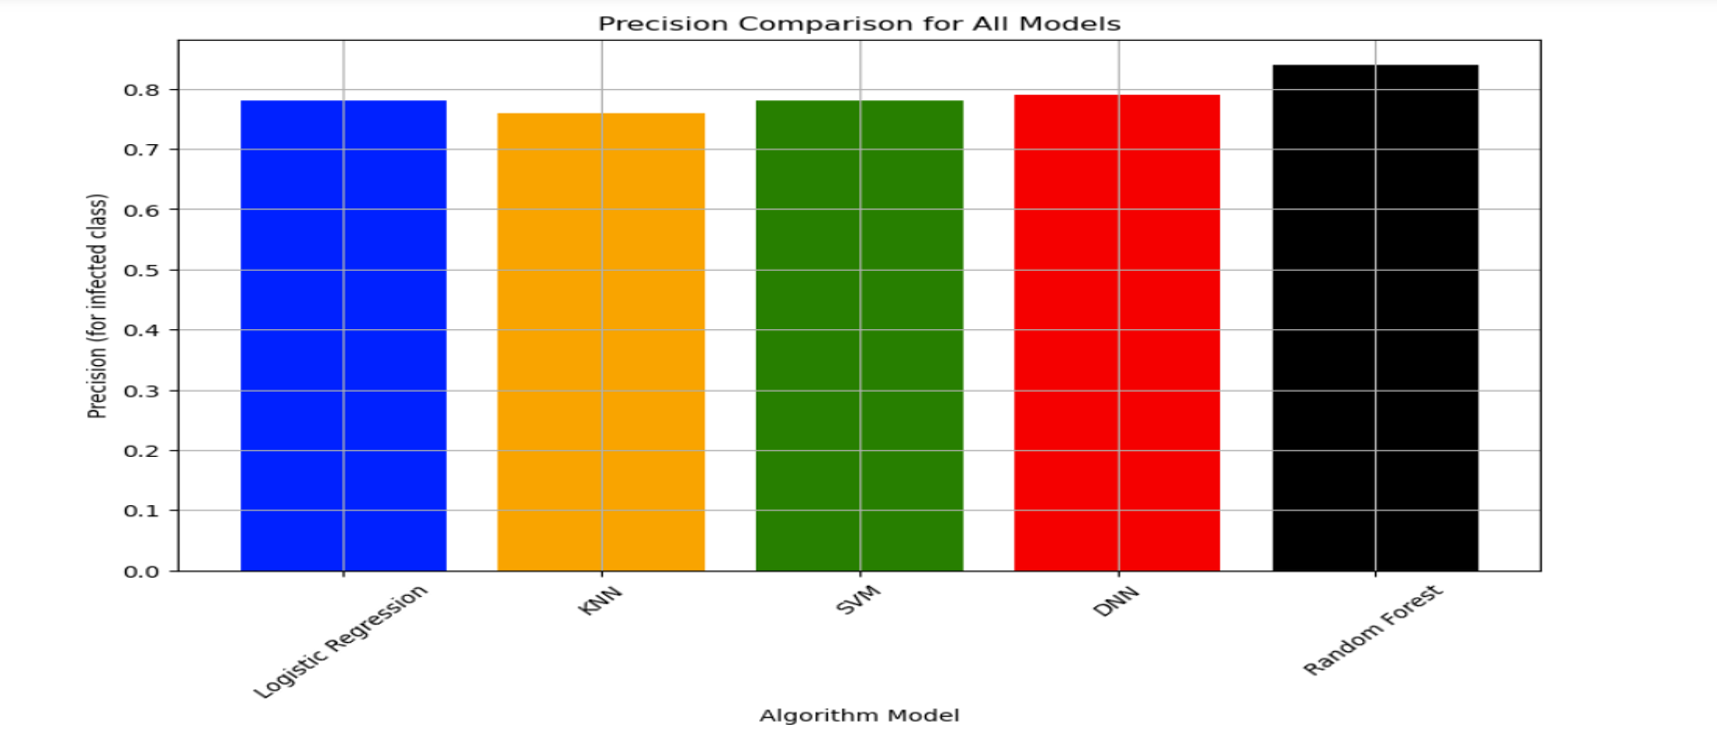 Precision Comparison for All Models
Precision (for infected class)
0.8
0.7
0.6
0.5
0.4
0.3
0.2
0.1
0.0
Logistic Regression
KNN
SVM
DNN
Random Forest
Algorithm Model